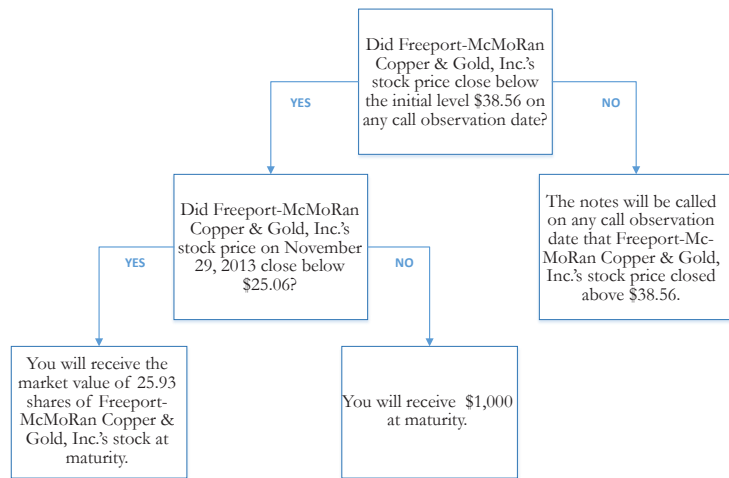 Did Freeport-McMoRan
Copper & Gold, Inc.'s
stock price close below
the initial level $38.56 on
any call observation date?
YES
NO
Did Freeport-McMoRan
Copper & Gold, Inc.'s
stock price on November
29, 2013 close below
$25.06?
The notes will be called
on any call observation
date that Freeport-Mc-
MoRan Copper & Gold,
Inc.'s stock price closed
above $38.56.
YES
NO
You will receive the
market value of 25.93
shares of Freeport-
McMoRan Copper &
Gold, Inc.'s stock at
maturity.
You will receive $1,000
at maturity.